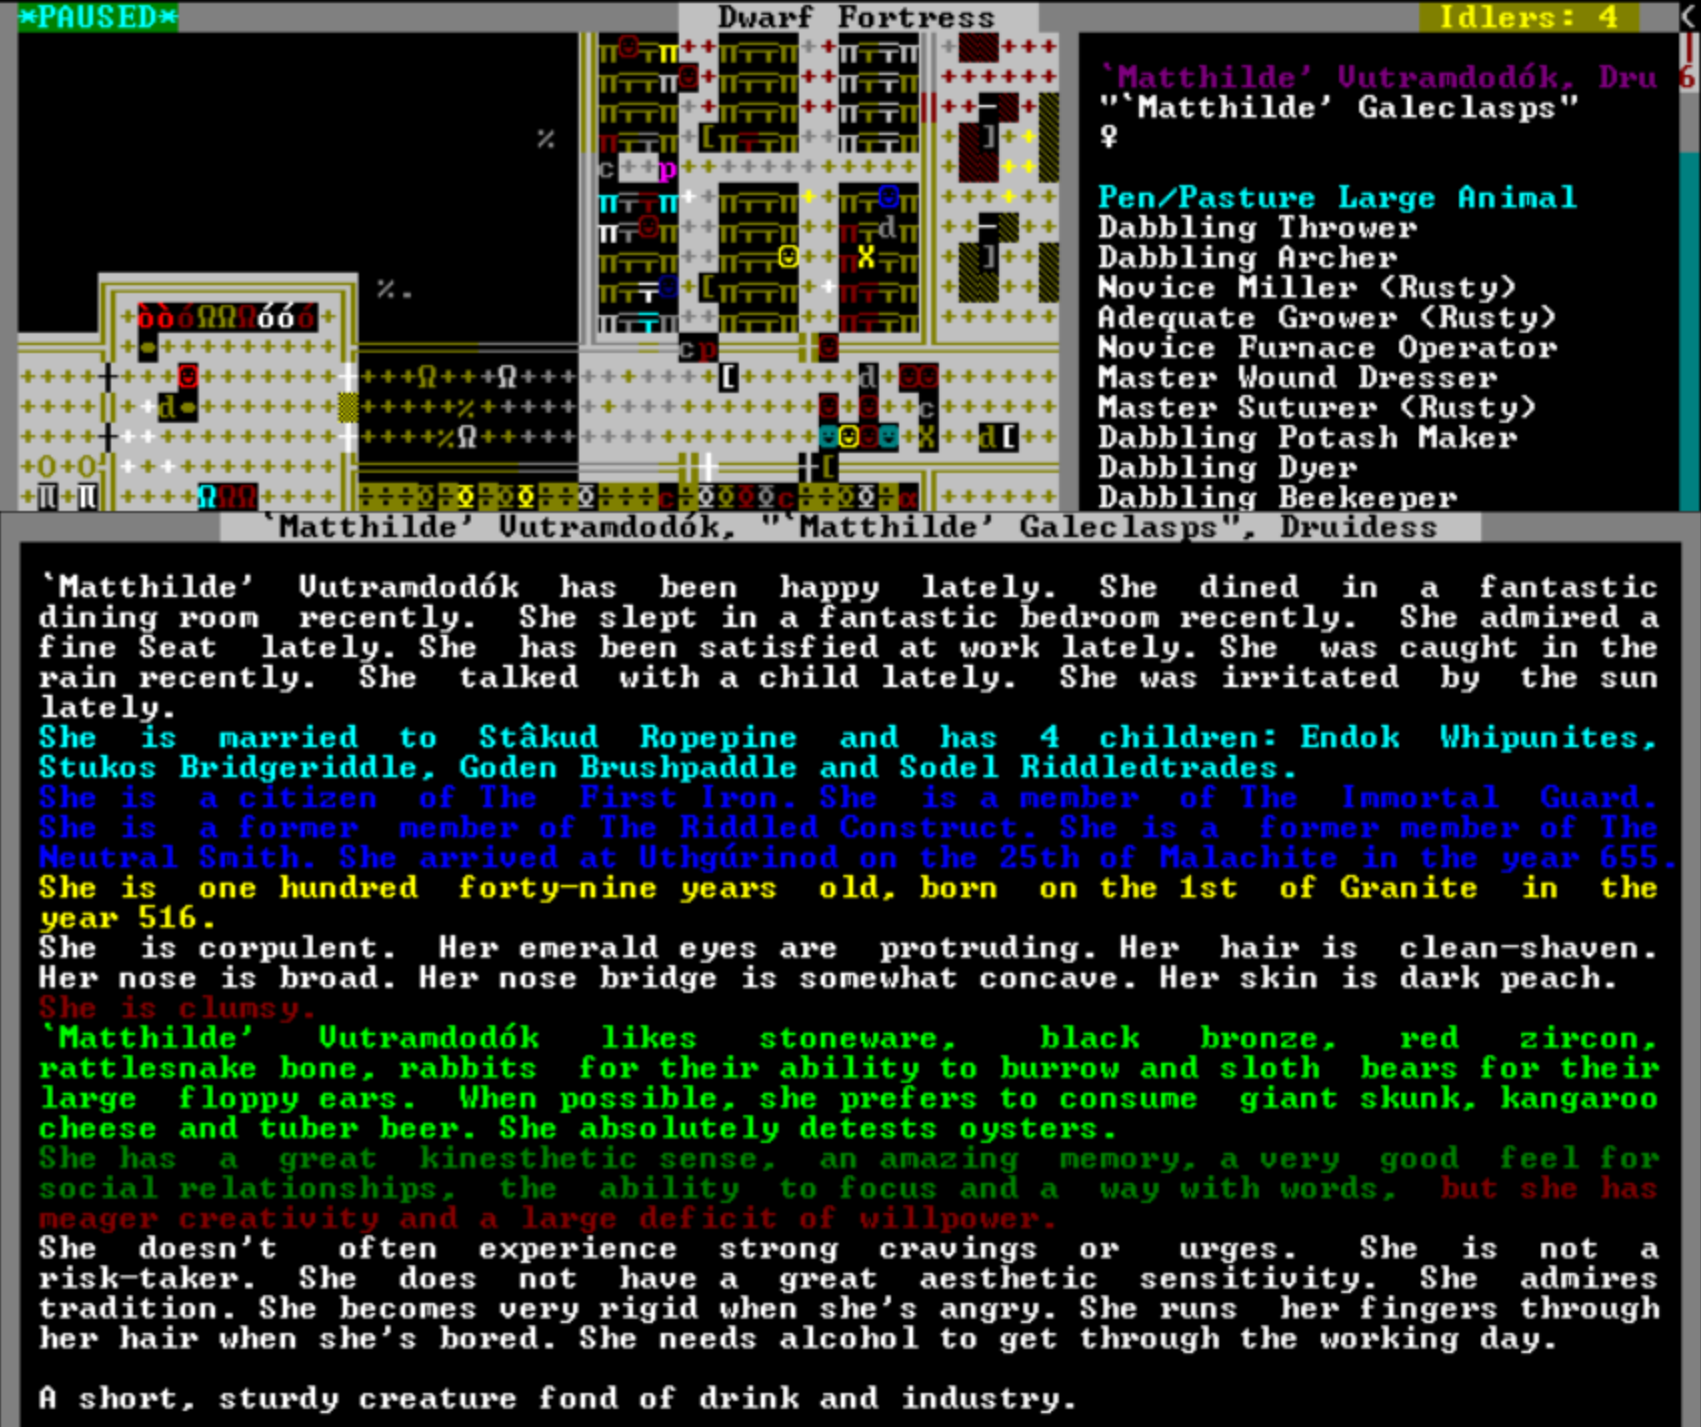 *PAUSED*
Dwarf Fortress
Idlers: 4
`Matthilde' Vutramdodók, Dru
"`Matthilde' Galeclasps"
♀
Pen/Pasture Large Animal
Dabbling Thrower
Dabbling Archer
Novice Miller (Rusty)
Adequate Grower (Rusty)
Novice Furnace Operator
Master Wound Dresser
Master Suturer (Rusty)
Dabbling Potash Maker
Dabbling Dyer
Dabbling Beekeeper
`Matthilde' Vutramdodók, "`Matthilde' Galeclasps", Druidess
`Matthilde' Vutramdodók has been happy lately. She dined in a fantastic
dining room recently. She slept in a fantastic bedroom recently. She admired a
fine Seat lately. She has been satisfied at work lately. She was caught in the
rain recently. She talked with a child lately. She was irritated by the sun
lately.
She is married to Stâkud Ropepine and has 4 children: Endok Whipunites,
Stukos Bridgeriddle, Goden Brushpaddle and Sodel Riddledtrades.
She is a citizen of The First Iron. She is a member of The Immortal Guard.
She is a former member of The Riddled Construct. She is a former member of The
Neutral Smith. She arrived at Uthgúrinod on the 25th of Malachite in the year 655.
She is one hundred forty-nine years old, born on the 1st of Granite in the
year 516.
She is corpulent. Her emerald eyes are protruding. Her hair is clean-shaven.
Her nose is broad. Her nose bridge is somewhat concave. Her skin is dark peach.
She is clumsy.
`Matthilde' Vutramdodók likes stoneware, black bronze, red zircon,
rattlesnake bone, rabbits for their ability to burrow and sloth bears for their
large floppy ears. When possible, she prefers to consume giant skunk, kangaroo
cheese and tuber beer. She absolutely detests oysters.
She has a great kinesthetic sense, an amazing memory, a very good feel for
social relationships, the ability to focus and a way with words, but she has
meager creativity and a large deficit of willpower.
She doesn't often experience strong cravings or urges. She is not a
risk-taker. She does not have a great aesthetic sensitivity. She admires
tradition. She becomes very rigid when she's angry. She runs her fingers through
her hair when she's bored. She needs alcohol to get through the working day.
A short, sturdy creature fond of drink and industry.